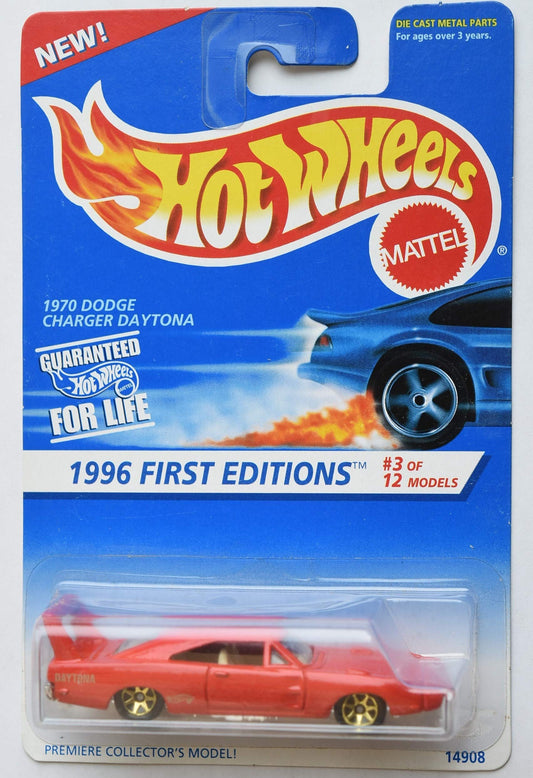 NEW!
DIE CAST METAL PARTS
For ages over 3 years.
HOT WHEELS
MATTEL
®
1970 DODGE
CHARGER DAYTONA
GUARANTEED
HOT WHEELS
MATTEL
FOR LIFE
1996 FIRST EDITIONS™
#3 OF
12 MODELS
DAYTONA
PREMIERE COLLECTOR'S MODEL!
14908